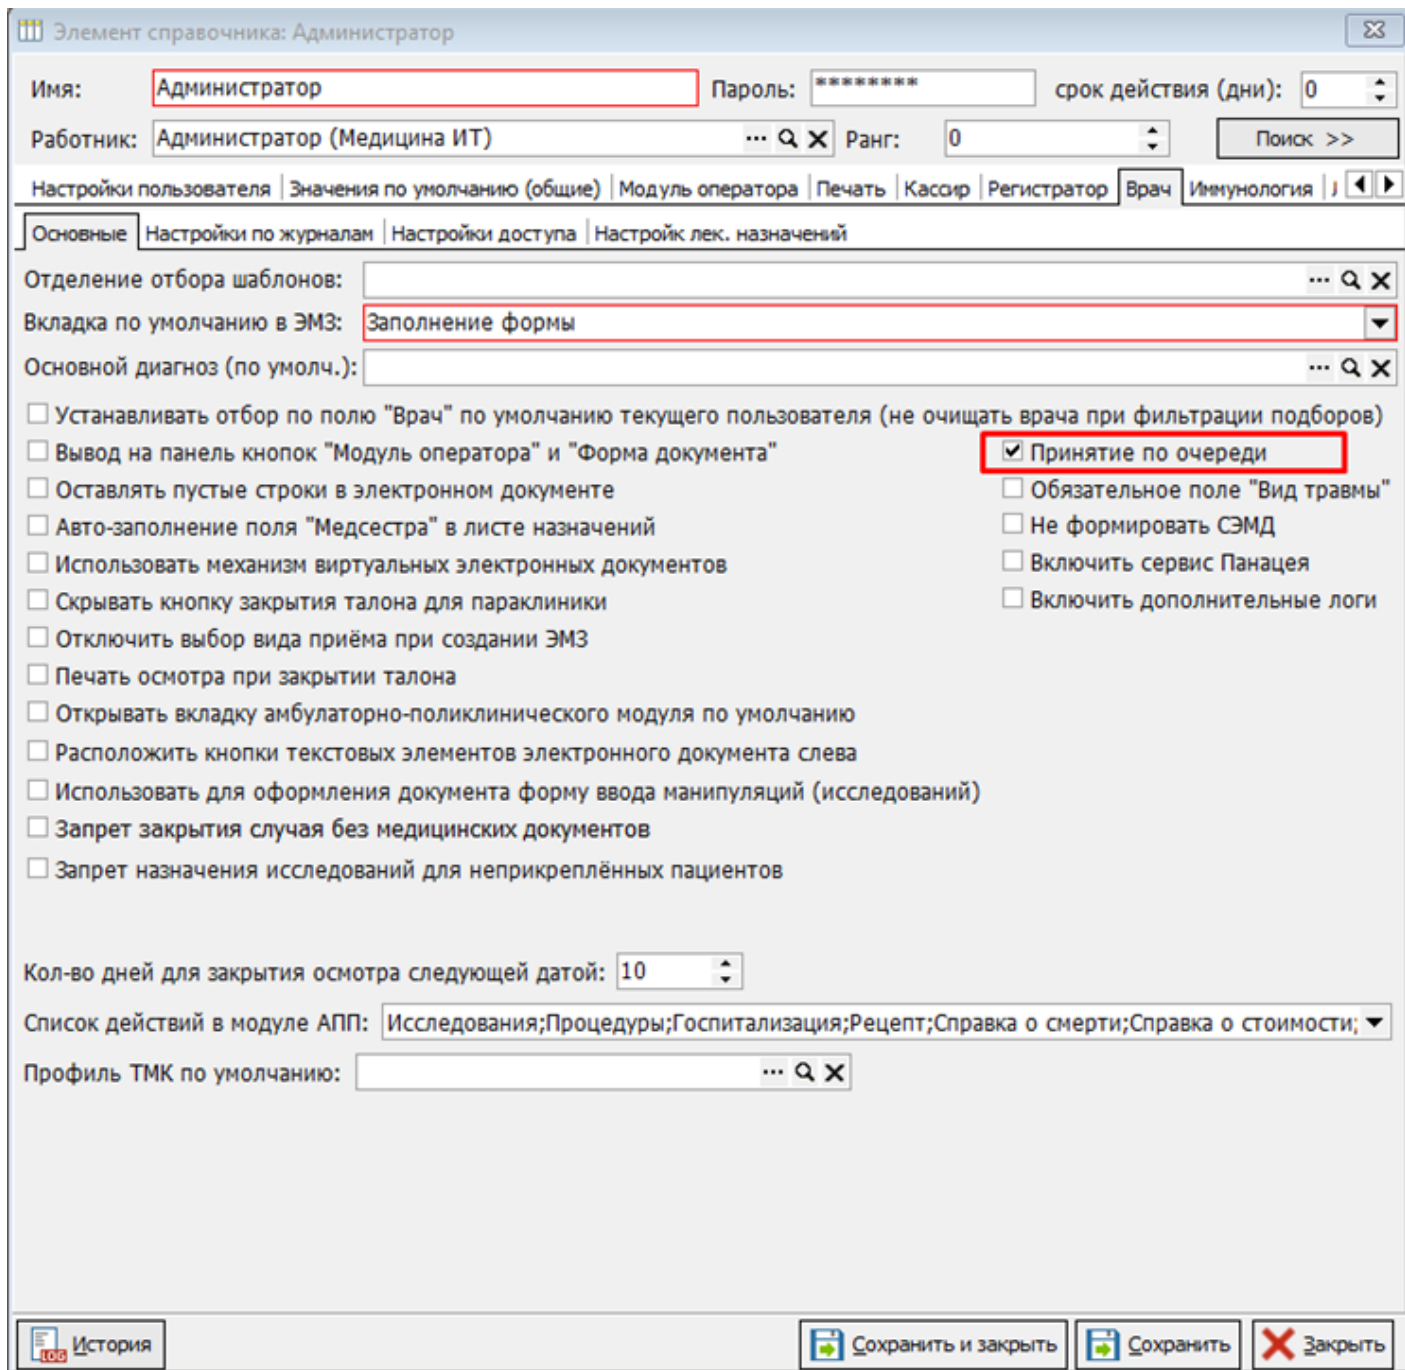 Элемент справочника: Администратор
Имя: Администратор Пароль: ******** срок действия (дни): 0
Работник: Администратор (Медицина ИТ) ... Ранг: 0 Поиск >>
Настройки пользователя Значения по умолчанию (общие) Модуль оператора Печать Кассир Регистратор Врач Иммунология
Основные Настройки по журналам Настройки доступа Настройк лек. назначений
Отделение отбора шаблонов: ...
Вкладка по умолчанию в ЭМЗ: Заполнение формы
Основной диагноз (по умолч.): ...
Устанавливать отбор по полю "Врач" по умолчанию текущего пользователя (не очищать врача при фильтрации подборов)
Вывод на панель кнопок "Модуль оператора" и "Форма документа" Принятие по очереди
Оставлять пустые строки в электронном документе Обязательное поле "Вид травмы"
Авто-заполнение поля "Медсестра" в листе назначений Не формировать СЭМД
Использовать механизм виртуальных электронных документов Включить сервис Панацея
Скрывать кнопку закрытия талона для параклиники Включить дополнительные логи
Отключить выбор вида приёма при создании ЭМЗ
Печать осмотра при закрытии талона
Открывать вкладку амбулаторно-поликлинического модуля по умолчанию
Расположить кнопки текстовых элементов электронного документа слева
Использовать для оформления документа форму ввода манипуляций (исследований)
Запрет закрытия случая без медицинских документов
Запрет назначения исследований для неприкреплённых пациентов
Кол-во дней для закрытия осмотра следующей датой: 10
Список действий в модуле АПП: Исследования;Процедуры;Госпитализация;Рецепт;Справка о смерти;Справка о стоимости;
Профиль ТМК по умолчанию: ...
LOG История Сохранить и закрыть Сохранить Закрыть